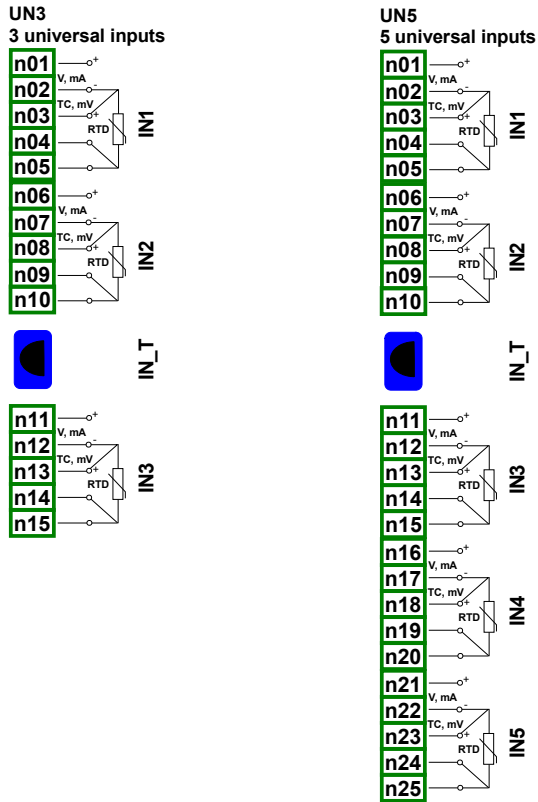 UN3
3 universal inputs
n01
+
V, mA
n02
-
TC, mV
n03
+
RTD
n04
n05
IN1
n06
+
V, mA
n07
-
TC, mV
n08
+
RTD
n09
n10
IN2
IN_T
n11
+
V, mA
n12
-
TC, mV
n13
+
RTD
n14
n15
IN3
UN5
5 universal inputs
n01
+
V, mA
n02
-
TC, mV
n03
+
RTD
n04
n05
IN1
n06
+
V, mA
n07
-
TC, mV
n08
+
RTD
n09
n10
IN2
IN_T
n11
+
V, mA
n12
-
TC, mV
n13
+
RTD
n14
n15
IN3
n16
+
V, mA
n17
-
TC, mV
n18
+
RTD
n19
n20
IN4
n21
+
V, mA
n22
-
TC, mV
n23
+
RTD
n24
n25
IN5